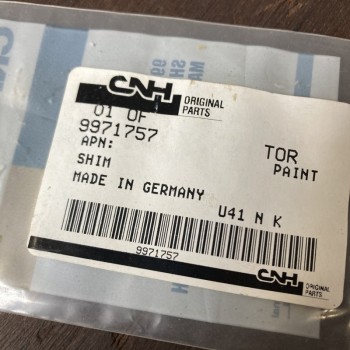 CNH
ORIGINAL
PARTS
01 OF
9971757
APN:
SHIM
MADE IN GERMANY
TOR
PAINT
U41 N K
9971757
CNH
ORIGINAL
PARTS